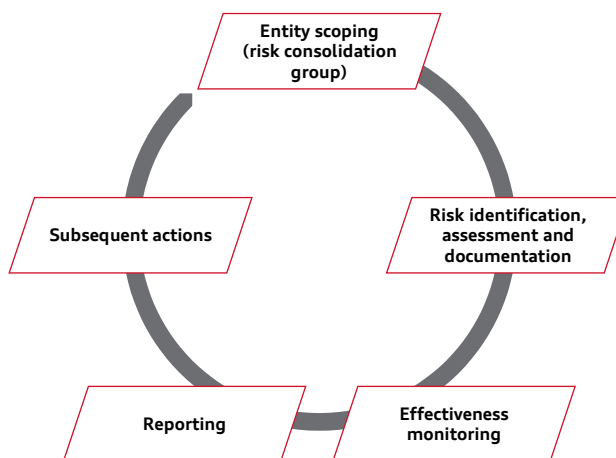 Entity scoping
(risk consolidation
group)
Risk identification,
assessment and
documentation
Effectiveness
monitoring
Reporting
Subsequent actions